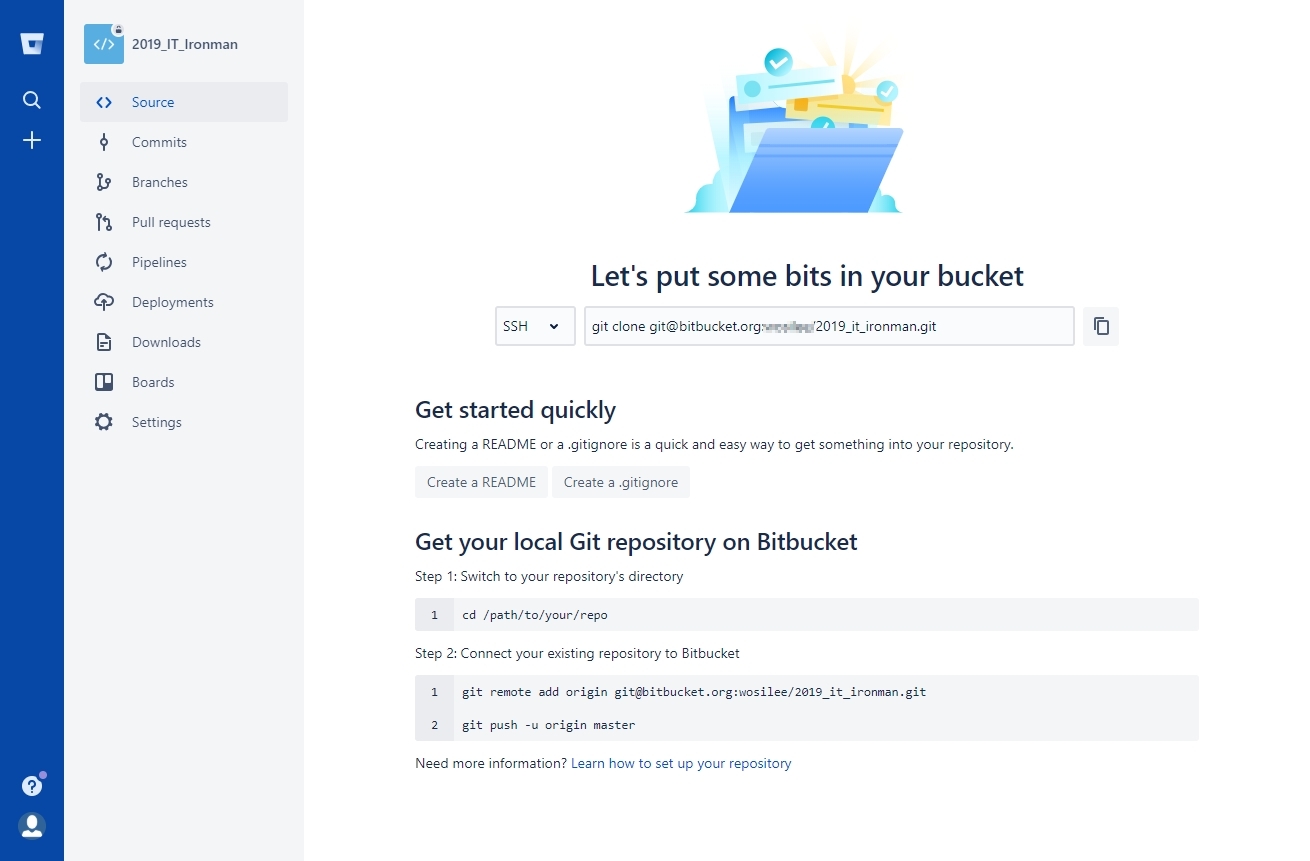 2019_IT_Ironman
Source
Commits
Branches
Pull requests
Pipelines
Deployments
Downloads
Boards
Settings
Let's put some bits in your bucket
SSH
git clone git@bitbucket.org: /2019_it_ironman.git
Get started quickly
Creating a README or a .gitignore is a quick and easy way to get something into your repository.
Create a README Create a .gitignore
Get your local Git repository on Bitbucket
Step 1: Switch to your repository's directory
1 cd /path/to/your/repo
Step 2: Connect your existing repository to Bitbucket
1 git remote add origin git@bitbucket.org:wosilee/2019_it_ironman.git
2 git push -u origin master
Need more information? Learn how to set up your repository